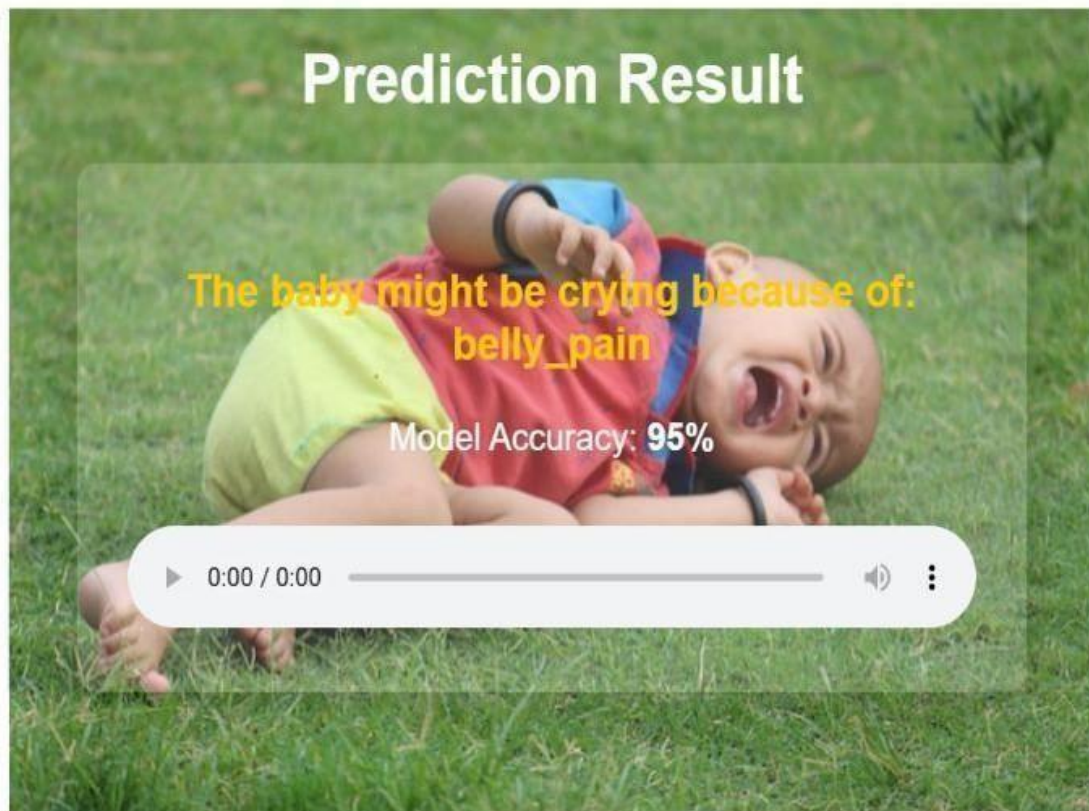 Prediction Result
The baby might be crying because of:
belly_pain
Model Accuracy: 95%
0:00 / 0:00